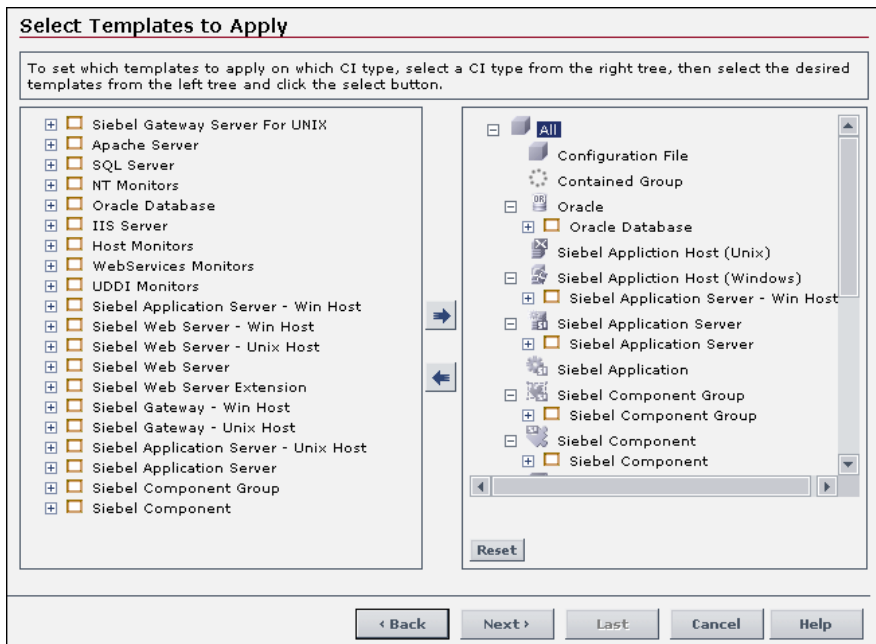 Select Templates to Apply
To set which templates to apply on which CI type, select a CI type from the right tree, then select the desired
templates from the left tree and click the select button.
Siebel Gateway Server For UNIX
Apache Server
SQL Server
NT Monitors
Oracle Database
IIS Server
Host Monitors
WebServices Monitors
UDDI Monitors
Siebel Application Server - Win Host
Siebel Web Server - Win Host
Siebel Web Server - Unix Host
Siebel Web Server
Siebel Web Server Extension
Siebel Gateway - Win Host
Siebel Gateway - Unix Host
Siebel Application Server - Unix Host
Siebel Application Server
Siebel Component Group
Siebel Component
All
Configuration File
Contained Group
Oracle
Oracle Database
Siebel Appliction Host (Unix)
Siebel Appliction Host (Windows)
Siebel Application Server - Win Host
Siebel Application Server
Siebel Application Server
Siebel Application
Siebel Component Group
Siebel Component Group
Siebel Component
Siebel Component
Reset
‹ Back
Next ›
Last
Cancel
Help